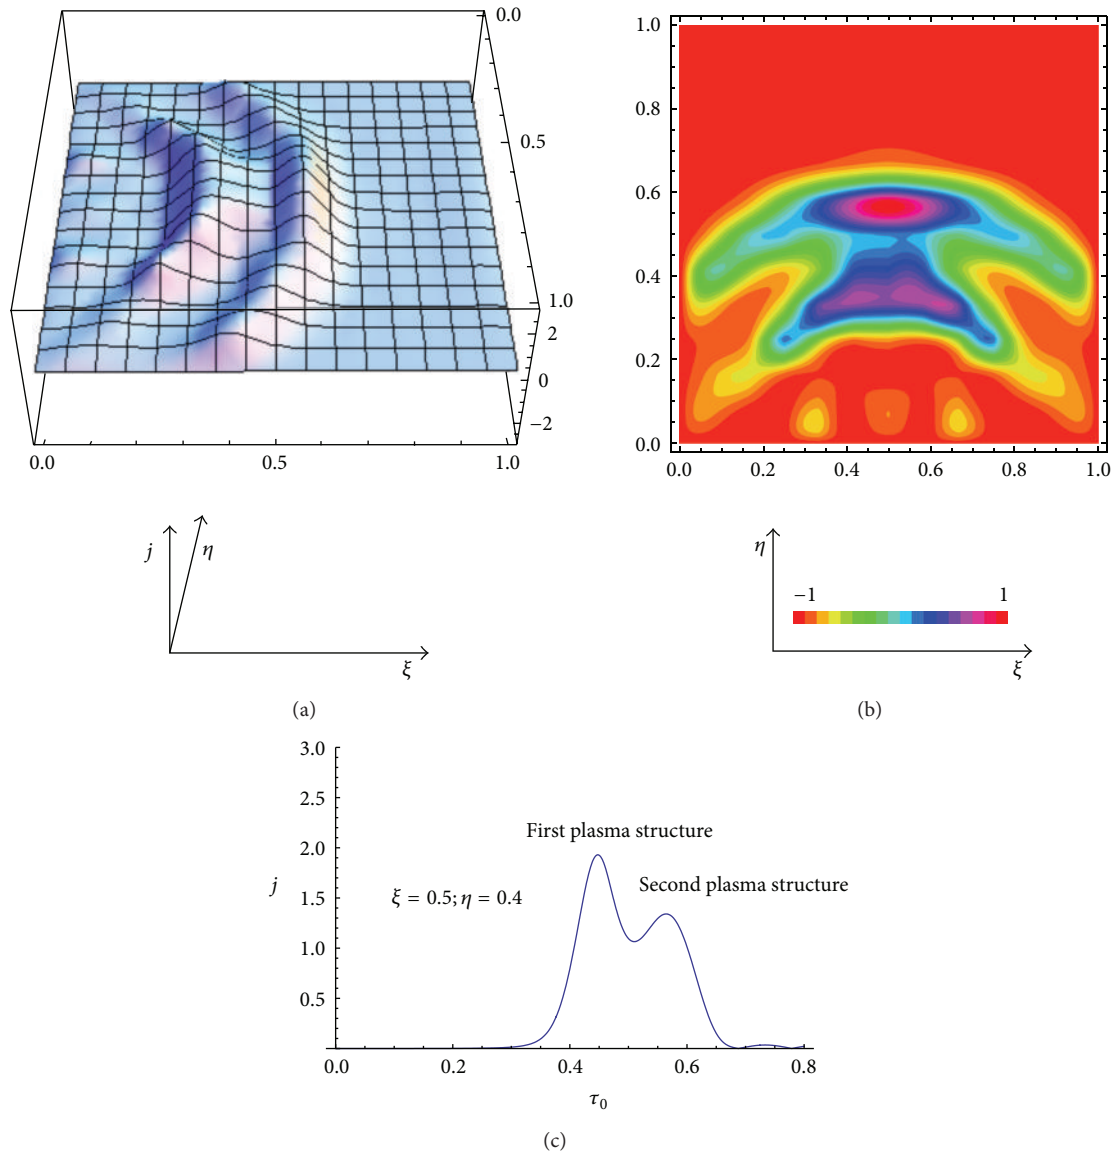 0.0
0.5
1.0
2
0
−2
0.0 0.5 1.0
j
η
ξ
(a)
1.0
0.8
0.6
0.4
0.2
0.0
0.0 0.2 0.4 0.6 0.8 1.0
η
−1 1
ξ
(b)
3.0
2.5
2.0
1.5
1.0
0.5
j
First plasma structure
Second plasma structure
ξ = 0.5; η = 0.4
0.0 0.2 0.4 0.6 0.8
τ₀
(c)